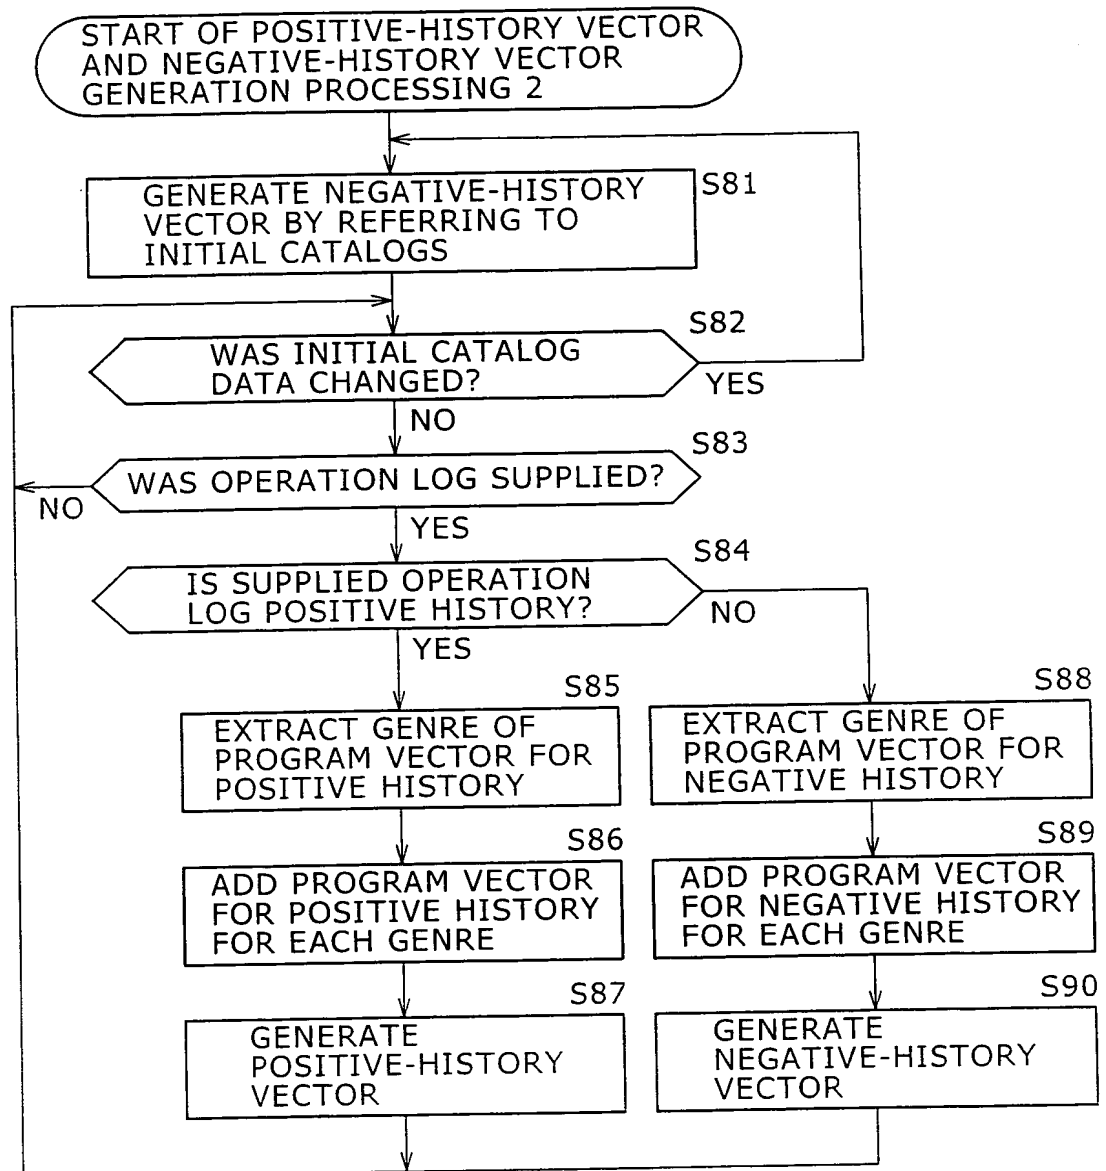 START OF POSITIVE-HISTORY VECTOR
AND NEGATIVE-HISTORY VECTOR
GENERATION PROCESSING 2
S81
GENERATE NEGATIVE-HISTORY
VECTOR BY REFERRING TO
INITIAL CATALOGS
S82
WAS INITIAL CATALOG
DATA CHANGED?
YES
NO
S83
WAS OPERATION LOG SUPPLIED?
NO
YES
S84
IS SUPPLIED OPERATION
LOG POSITIVE HISTORY?
NO
YES
S85
EXTRACT GENRE OF
PROGRAM VECTOR FOR
POSITIVE HISTORY
S88
EXTRACT GENRE OF
PROGRAM VECTOR FOR
NEGATIVE HISTORY
S86
ADD PROGRAM VECTOR
FOR POSITIVE HISTORY
FOR EACH GENRE
S89
ADD PROGRAM VECTOR
FOR NEGATIVE HISTORY
FOR EACH GENRE
S87
GENERATE
POSITIVE-HISTORY
VECTOR
S90
GENERATE
NEGATIVE-HISTORY
VECTOR